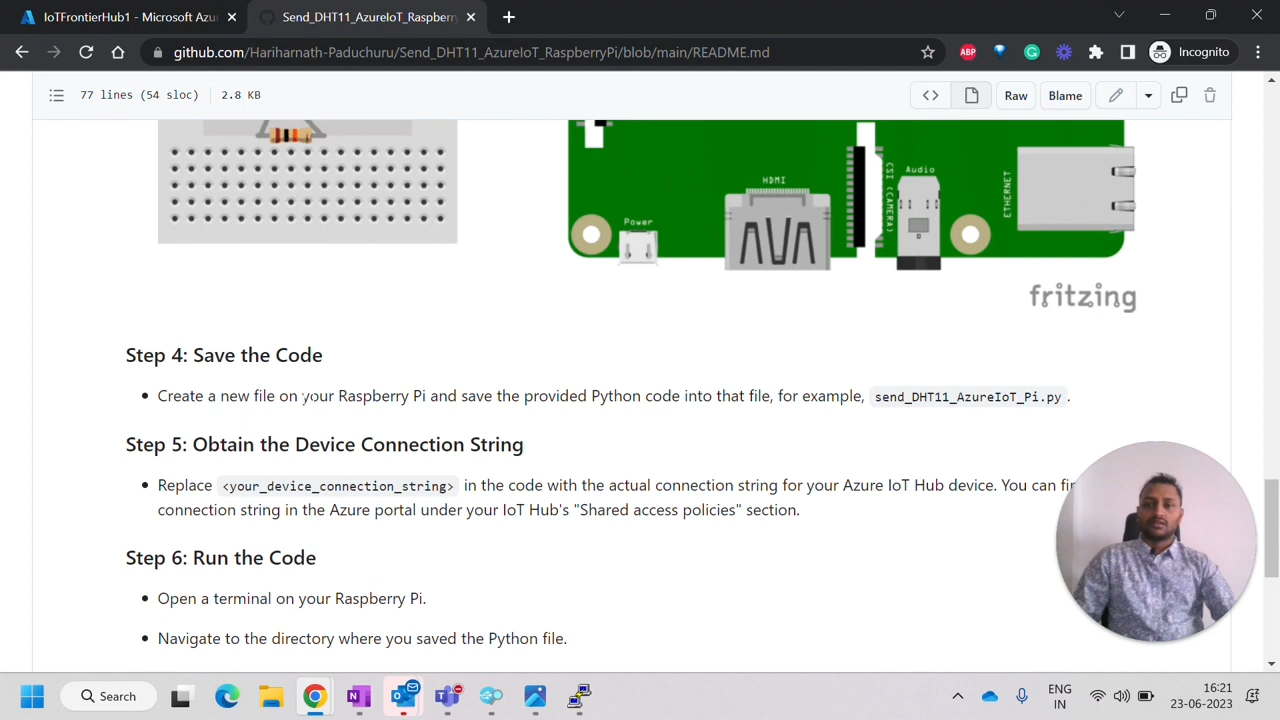 IoTFrontierHub1 - Microsoft Azur
Send_DHT11_AzureIoT_Raspberry
github.com/Hariharnath-Paduchuru/Send_DHT11_AzureIoT_RaspberryPi/blob/main/README.md
ABP
Incognito
77 lines (54 sloc) 2.8 KB
Raw
Blame
Power
HDMI
CSI (CAMERA)
Audio
ETHERNET
fritzing
Step 4: Save the Code
Create a new file on your Raspberry Pi and save the provided Python code into that file, for example, send_DHT11_AzureIoT_Pi.py.
Step 5: Obtain the Device Connection String
Replace <your_device_connection_string> in the code with the actual connection string for your Azure IoT Hub device. You can fi
connection string in the Azure portal under your IoT Hub's "Shared access policies" section.
Step 6: Run the Code
Open a terminal on your Raspberry Pi.
Navigate to the directory where you saved the Python file.
Search
ENG
IN
16:21
23-06-2023